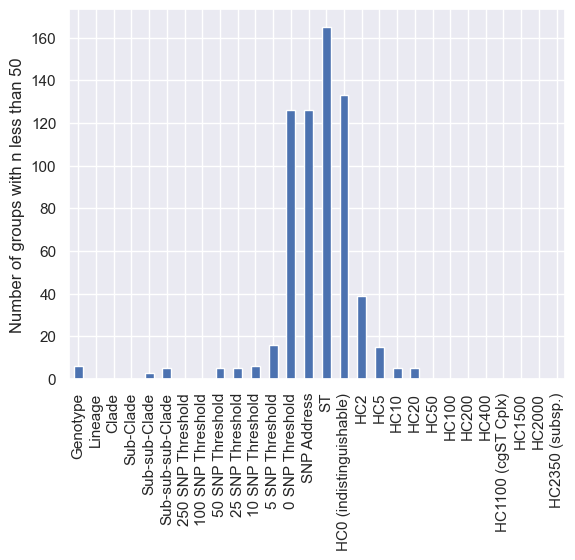 Number of groups with n less than 50
160
140
120
100
80
60
40
20
0
Genotype
Lineage
Clade
Sub-Clade
Sub-sub-Clade
Sub-sub-sub-Clade
250 SNP Threshold
100 SNP Threshold
50 SNP Threshold
25 SNP Threshold
10 SNP Threshold
5 SNP Threshold
0 SNP Threshold
SNP Address
ST
HC0 (indistinguishable)
HC2
HC5
HC10
HC20
HC50
HC100
HC200
HC400
HC1100 (cgST Cplx)
HC1500
HC2000
HC2350 (subsp.)